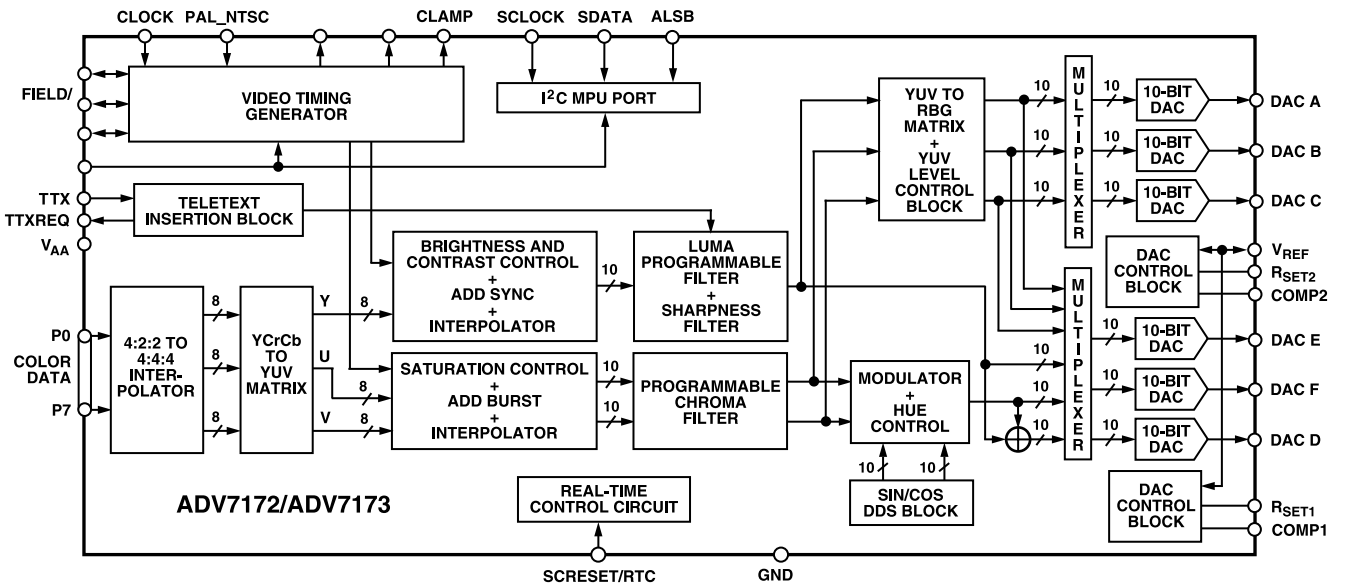 CLOCK PAL_NTSC CLAMP SCLOCK SDATA ALSB
FIELD/
VIDEO TIMING
GENERATOR
I²C MPU PORT
TTX
TTXREQ
VAA
TELETEXT
INSERTION BLOCK
BRIGHTNESS AND
CONTRAST CONTROL
+
ADD SYNC
+
INTERPOLATOR
10
LUMA
PROGRAMMABLE
FILTER
+
SHARPNESS
FILTER
P0
COLOR
DATA
P7
4:2:2 TO
4:4:4
INTER-
POLATOR
8
8
8
YCrCb
TO
YUV
MATRIX
Y
8
U
8
V
8
SATURATION CONTROL
+
ADD BURST
+
INTERPOLATOR
10
10
PROGRAMMABLE
CHROMA
FILTER
YUV TO
RBG
MATRIX
+
YUV
LEVEL
CONTROL
BLOCK
10
10
10
MULTIPLEXER
10
10
10
10-BIT
DAC
10-BIT
DAC
10-BIT
DAC
DAC A
DAC B
DAC C
DAC
CONTROL
BLOCK
VREF
RSET2
COMP2
MODULATOR
+
HUE
CONTROL
10
10
10
MULTIPLEXER
10
10
10
10-BIT
DAC
10-BIT
DAC
10-BIT
DAC
DAC E
DAC F
DAC D
10
10
SIN/COS
DDS BLOCK
DAC
CONTROL
BLOCK
RSET1
COMP1
REAL-TIME
CONTROL CIRCUIT
ADV7172/ADV7173
SCRESET/RTC
GND